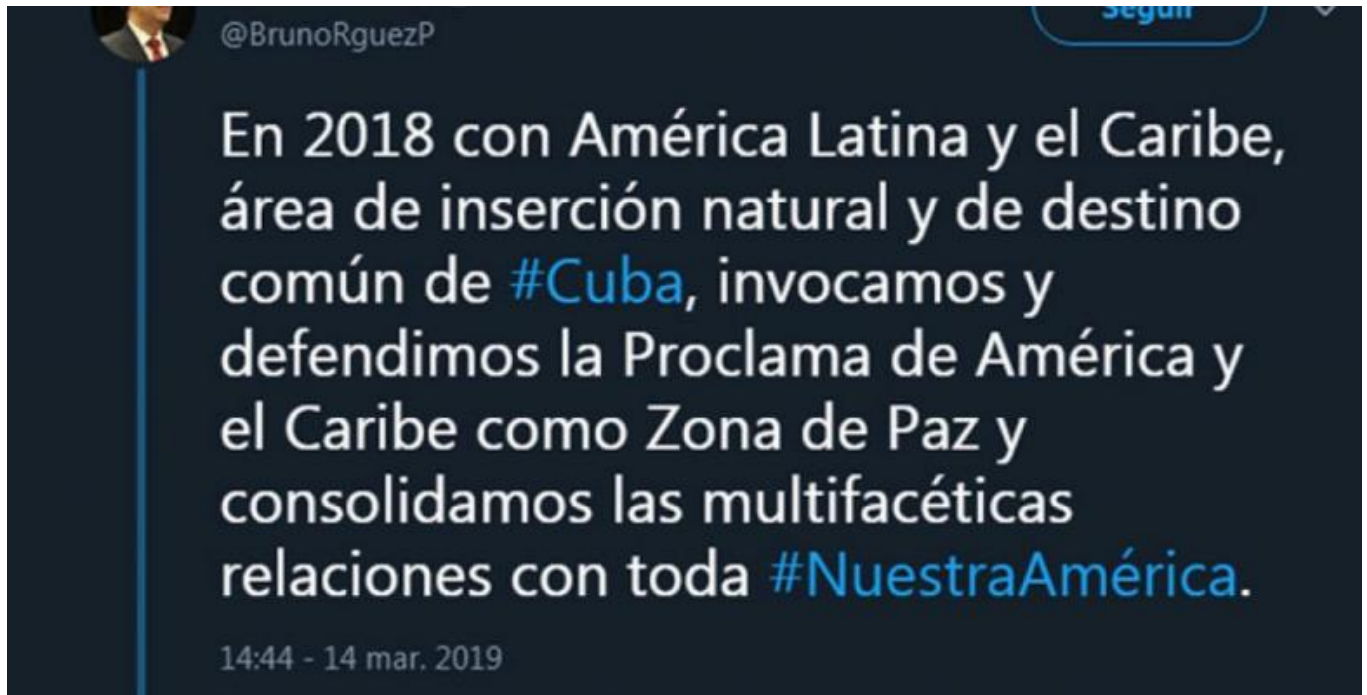 @BrunoRguezP
Seguir
En 2018 con América Latina y el Caribe,
área de inserción natural y de destino
común de #Cuba, invocamos y
defendimos la Proclama de América y
el Caribe como Zona de Paz y
consolidamos las multifacéticas
relaciones con toda #NuestraAmérica.
14:44 - 14 mar. 2019